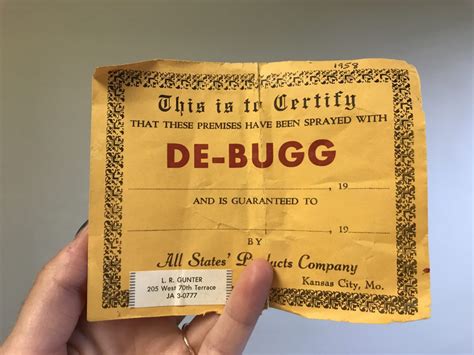 1958
This is to Certify
THAT THESE PREMISES HAVE BEEN SPRAYED WITH
DE-BUGG
, 19
AND IS GUARANTEED TO
, 19
BY
All States' Products Company
Kansas City, Mo.
L. R. GUNTER
205 West 70th Terrace
JA 3-0777